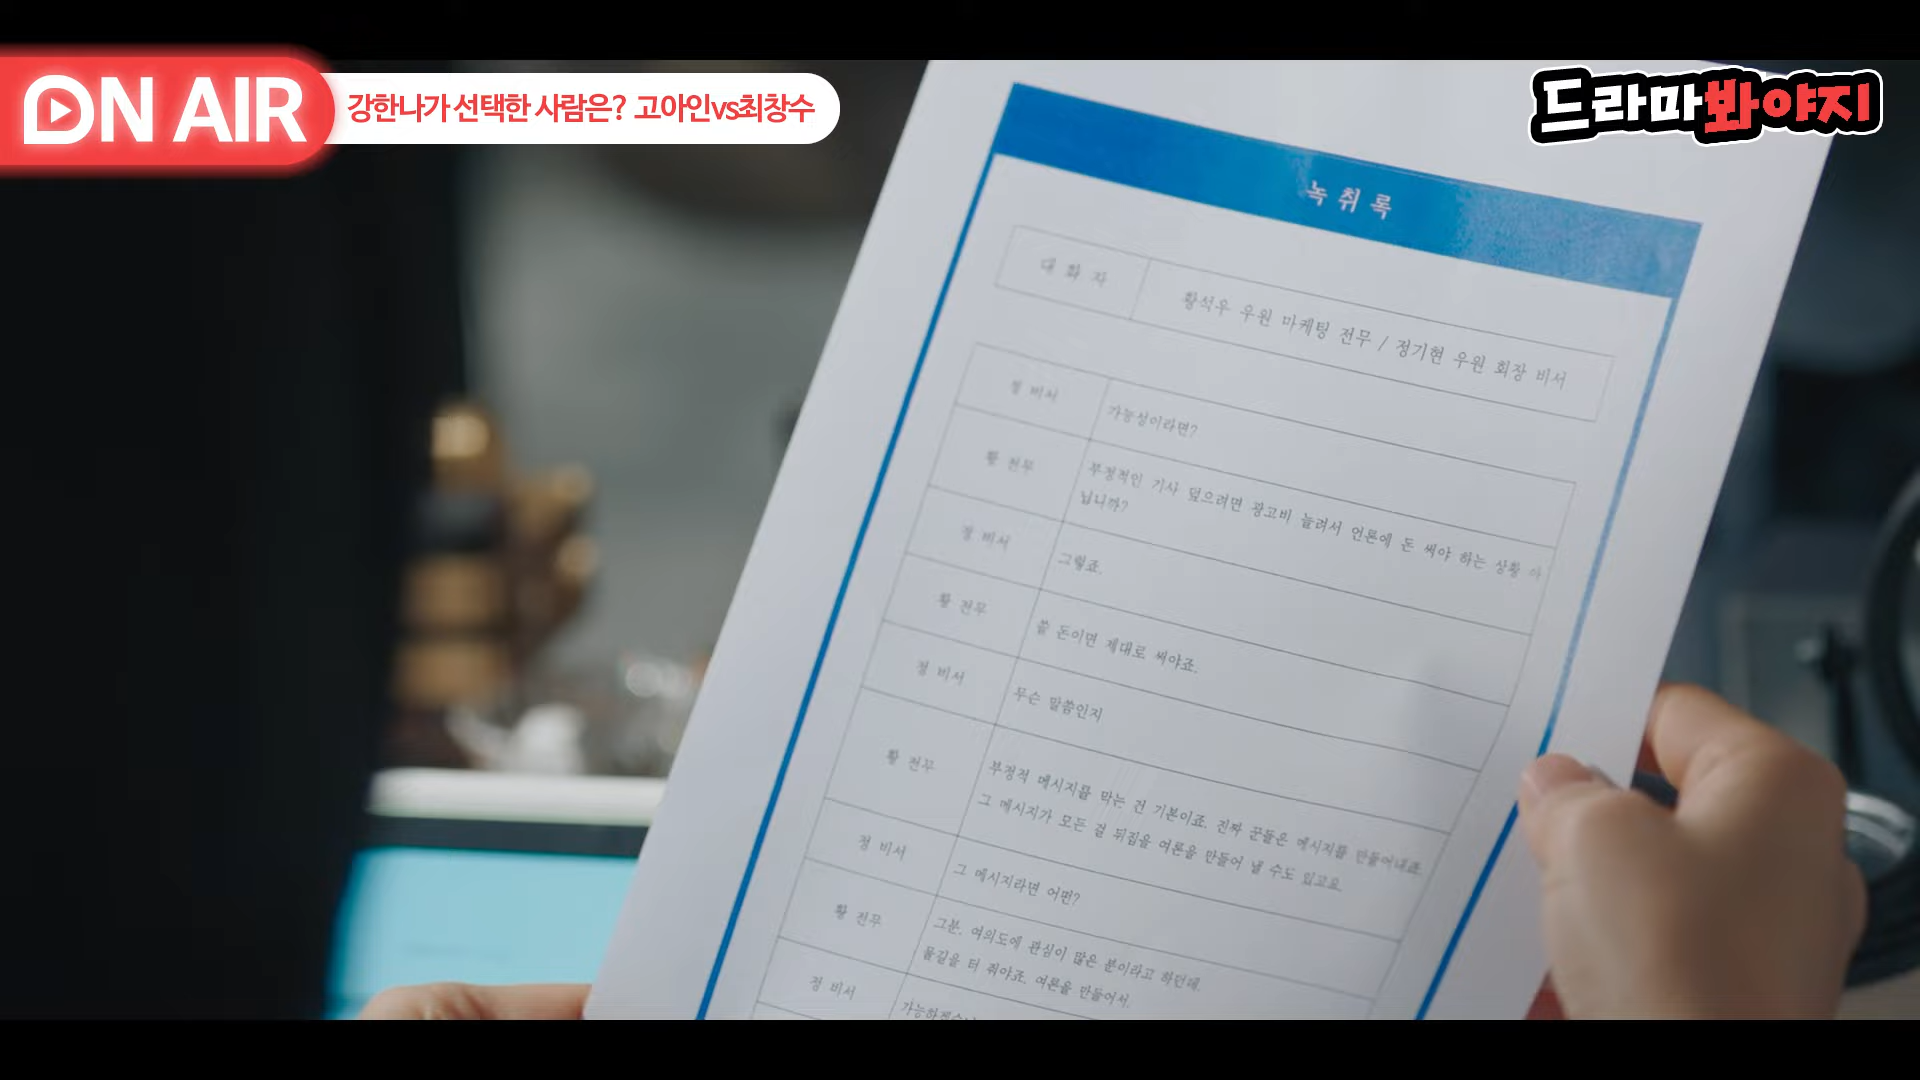 ON AIR
강한나가 선택한 사람은? 고아인vs최창수
드라마봐야지
녹취록
대 화 자
황석우 우원 마케팅 전무 / 정기현 우원 회장 비서
정 비서
가능성이라면?
황 전무
부정적인 기사 덮으려면 광고비 늘려서 언론에 돈 써야 하는 상황 아
닙니까?
정 비서
그렇죠.
황 전무
쓸 돈이면 제대로 써야죠.
정 비서
무슨 말씀인지
황 전무
부정적 메시지를 막는 건 기본이죠. 진짜 꾼들은 메시지를 만들어내죠.
그 메시지가 모든 걸 뒤집을 여론을 만들어 낼 수도 있고요.
정 비서
그 메시지라면 어떤?
황 전무
그분. 여의도에 관심이 많은 분이라고 하던데.
물길을 터 줘야죠. 여론을 만들어서.
정 비서